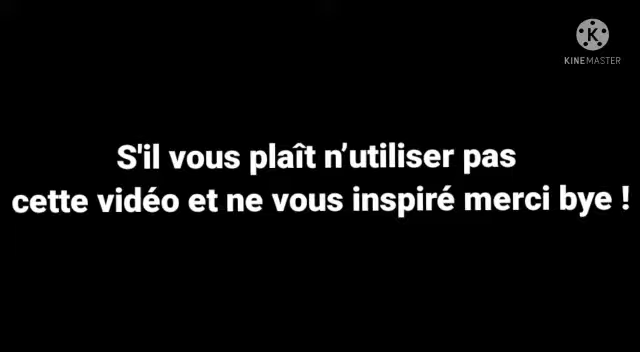 K
KINEMASTER
S'il vous plaît n’utiliser pas
cette vidéo et ne vous inspiré merci bye !